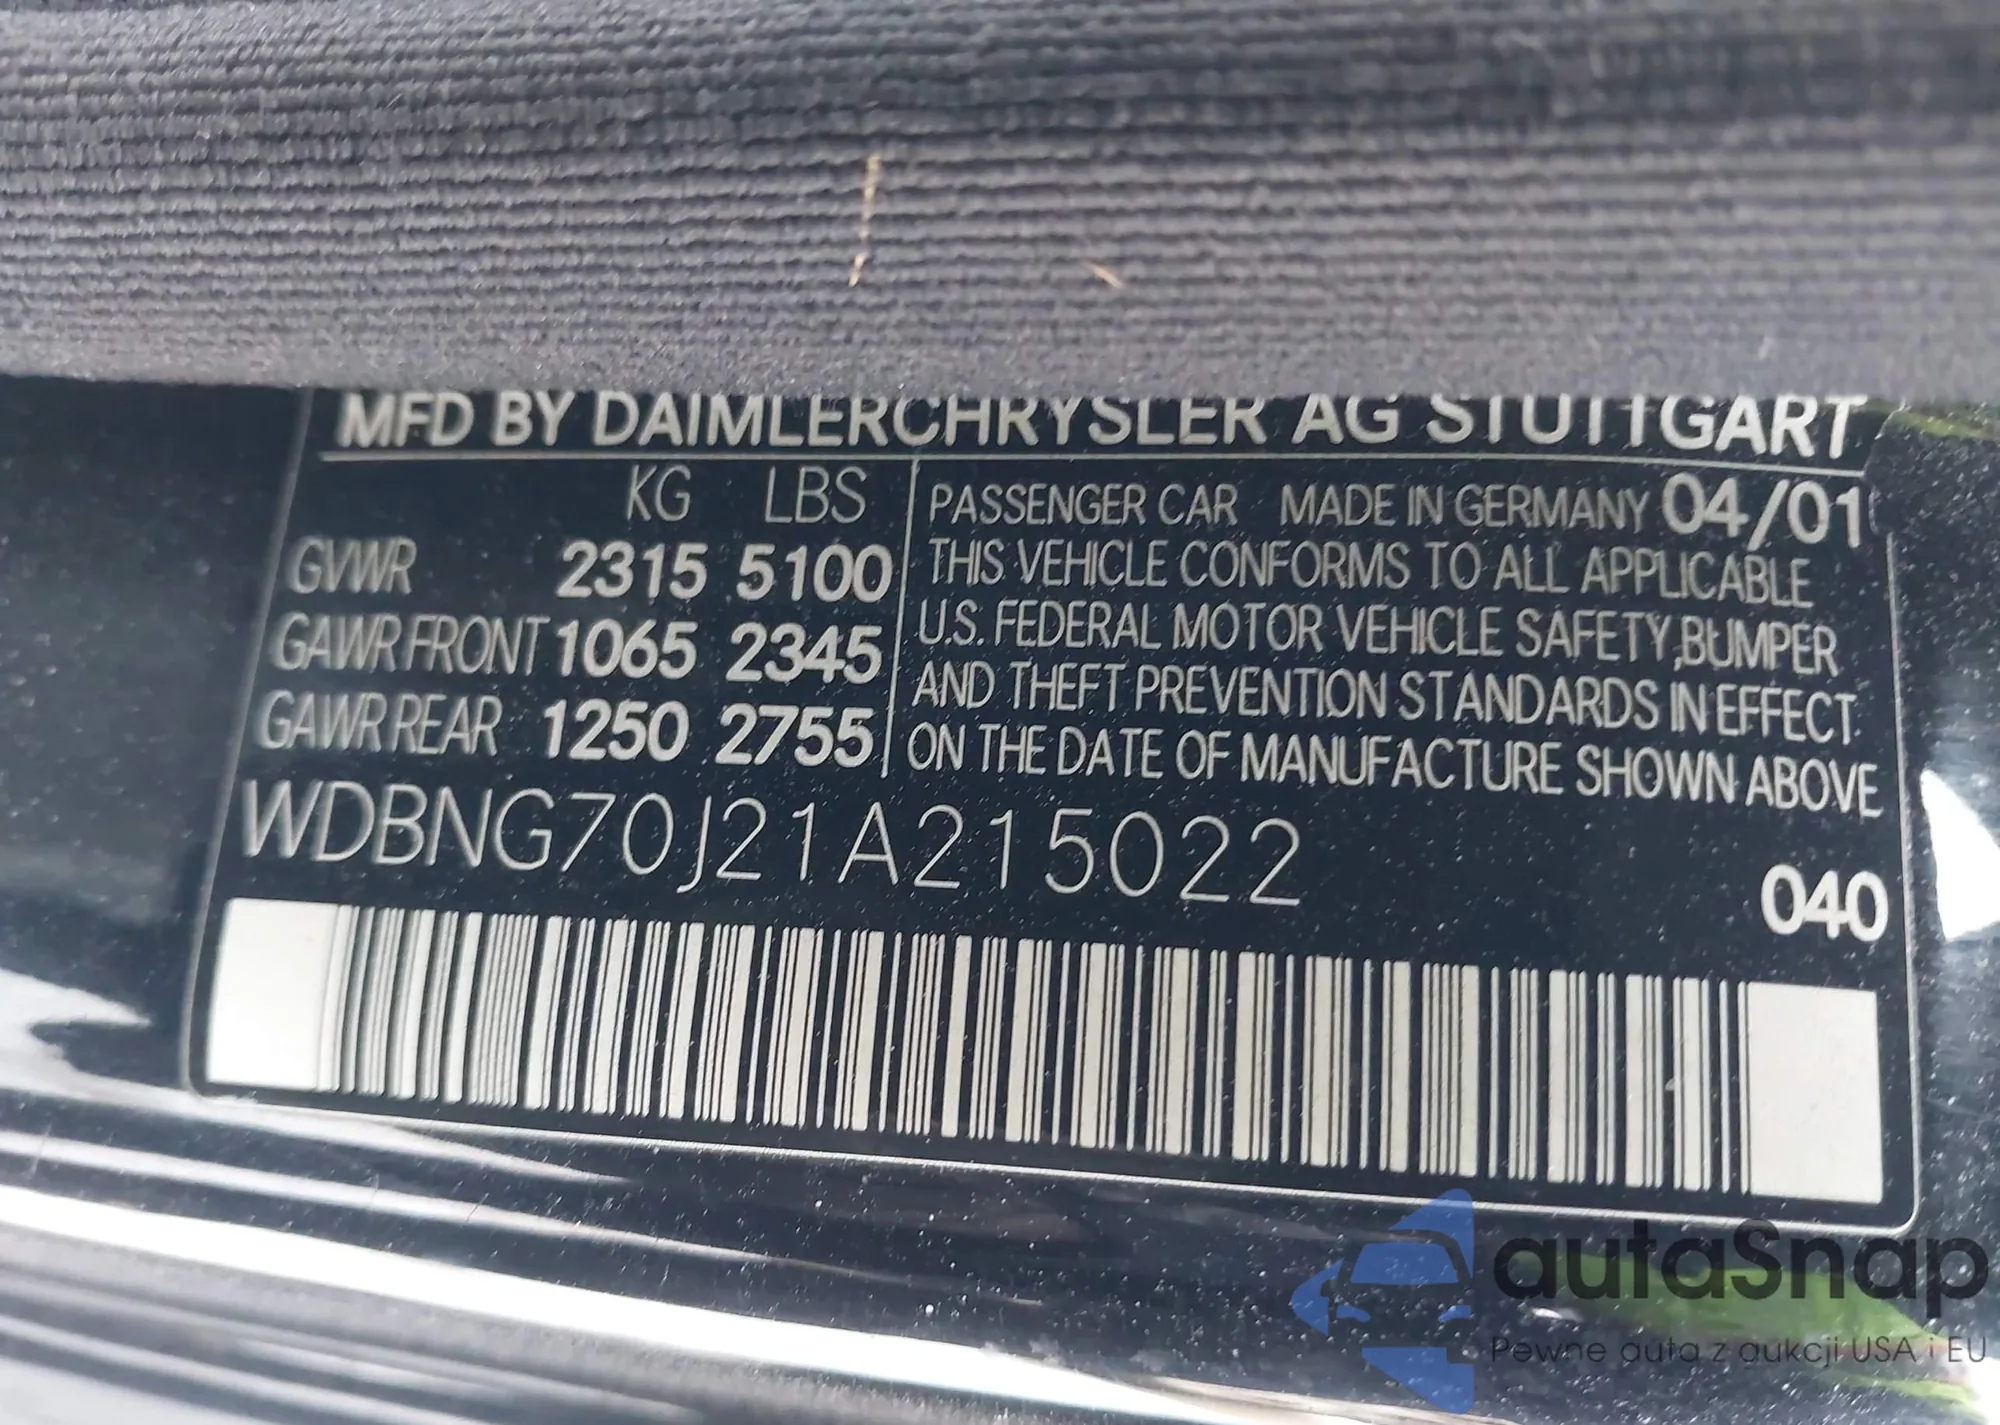 MFD BY DAIMLERCHRYSLER AG STUTTGART
KG LBS
GVWR 2315 5100
GAWR FRONT 1065 2345
GAWR REAR 1250 2755
PASSENGER CAR MADE IN GERMANY 04/01
THIS VEHICLE CONFORMS TO ALL APPLICABLE
U.S. FEDERAL MOTOR VEHICLE SAFETY,BUMPER
AND THEFT PREVENTION STANDARDS IN EFFECT
ON THE DATE OF MANUFACTURE SHOWN ABOVE
WDBNG70J21A215022
040
autaSnap
Pewne auta z aukcji USA i EU